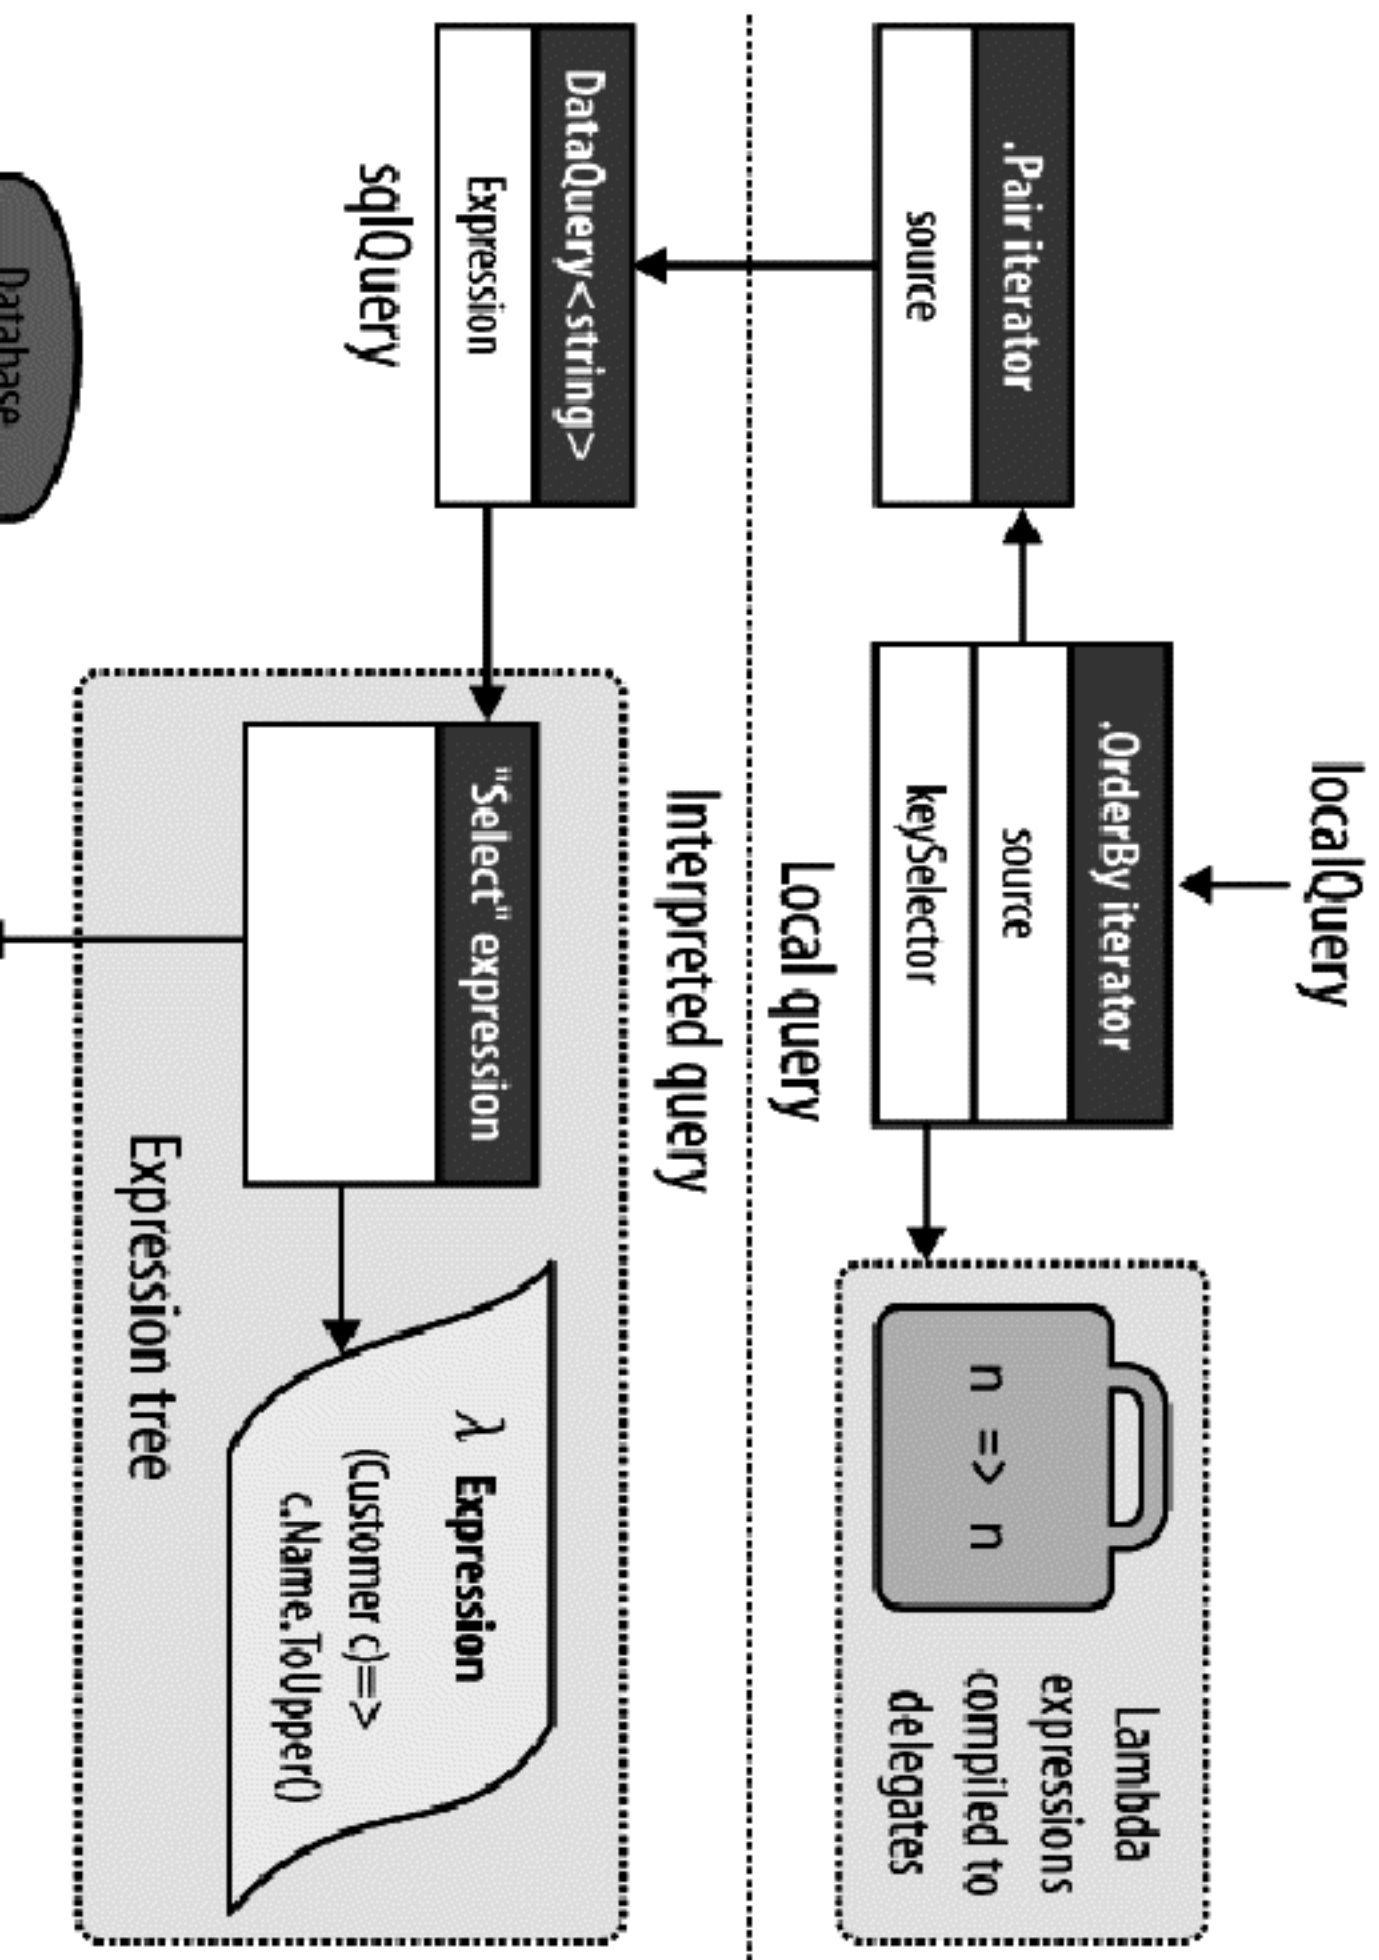 localQuery
.Pair iterator
source
.OrderBy iterator
source
keySelector
n => n
Lambda
expressions
compiled to
delegates
Local query
Interpreted query
DataQuery<string>
Expression
sqlQuery
"Select" expression
λ Expression
(Customer c)=>
c.Name.ToUpper()
Expression tree
Database